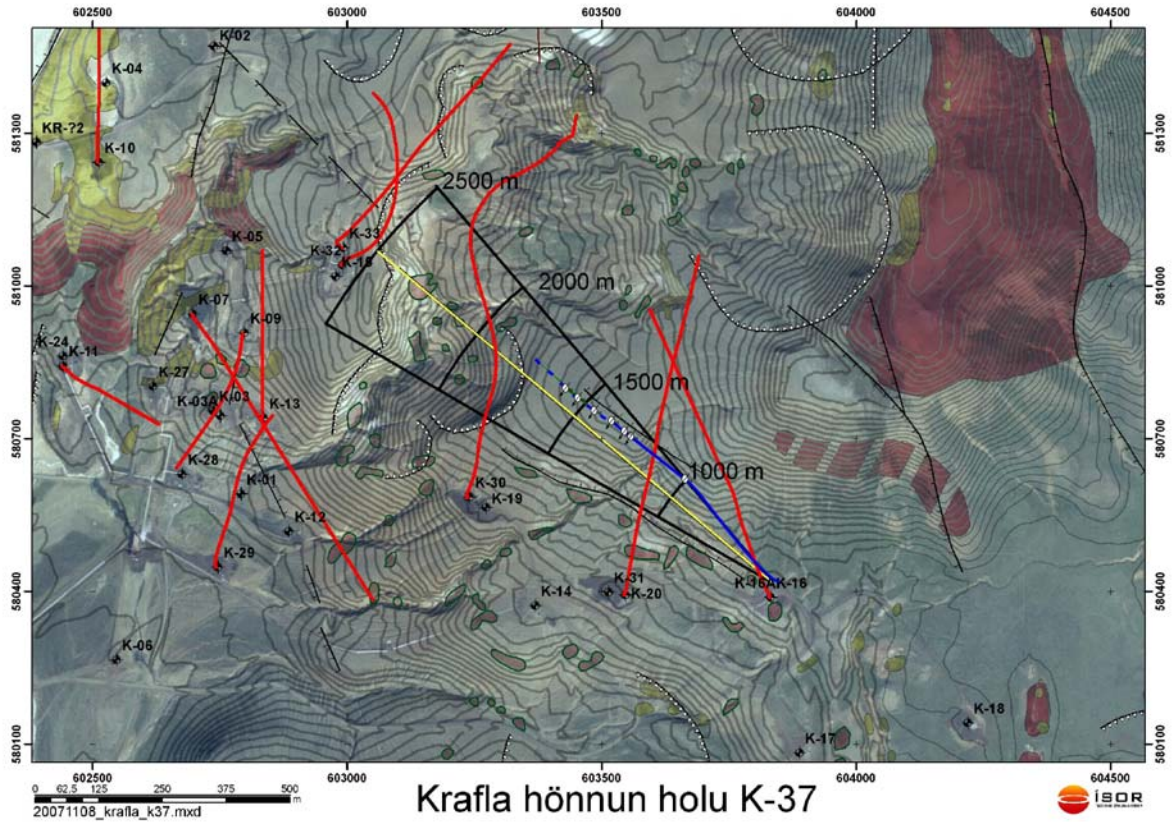 602500 603000 603500 604000 604500
K-02
K-04
581300 581300
KR-?2
K-10
2500 m
K-33
K-05
K-32
K-15
581000 581000
2000 m
K-07
K-09
K-24
K-11
K-27
1500 m
K-03A K-03
K-13
580700 580700
K-28
1000 m
K-01
K-30
K-19
K-12
K-29
K-31
K-16A K-16
K-20
580400 580400
K-14
K-06
K-18
K-17
580100 580100
602500 603000 603500 604000 604500
0 62.5 125 250 375 500
m
20071108_krafla_k37.mxd
Krafla hönnun holu K-37
ÍSOR